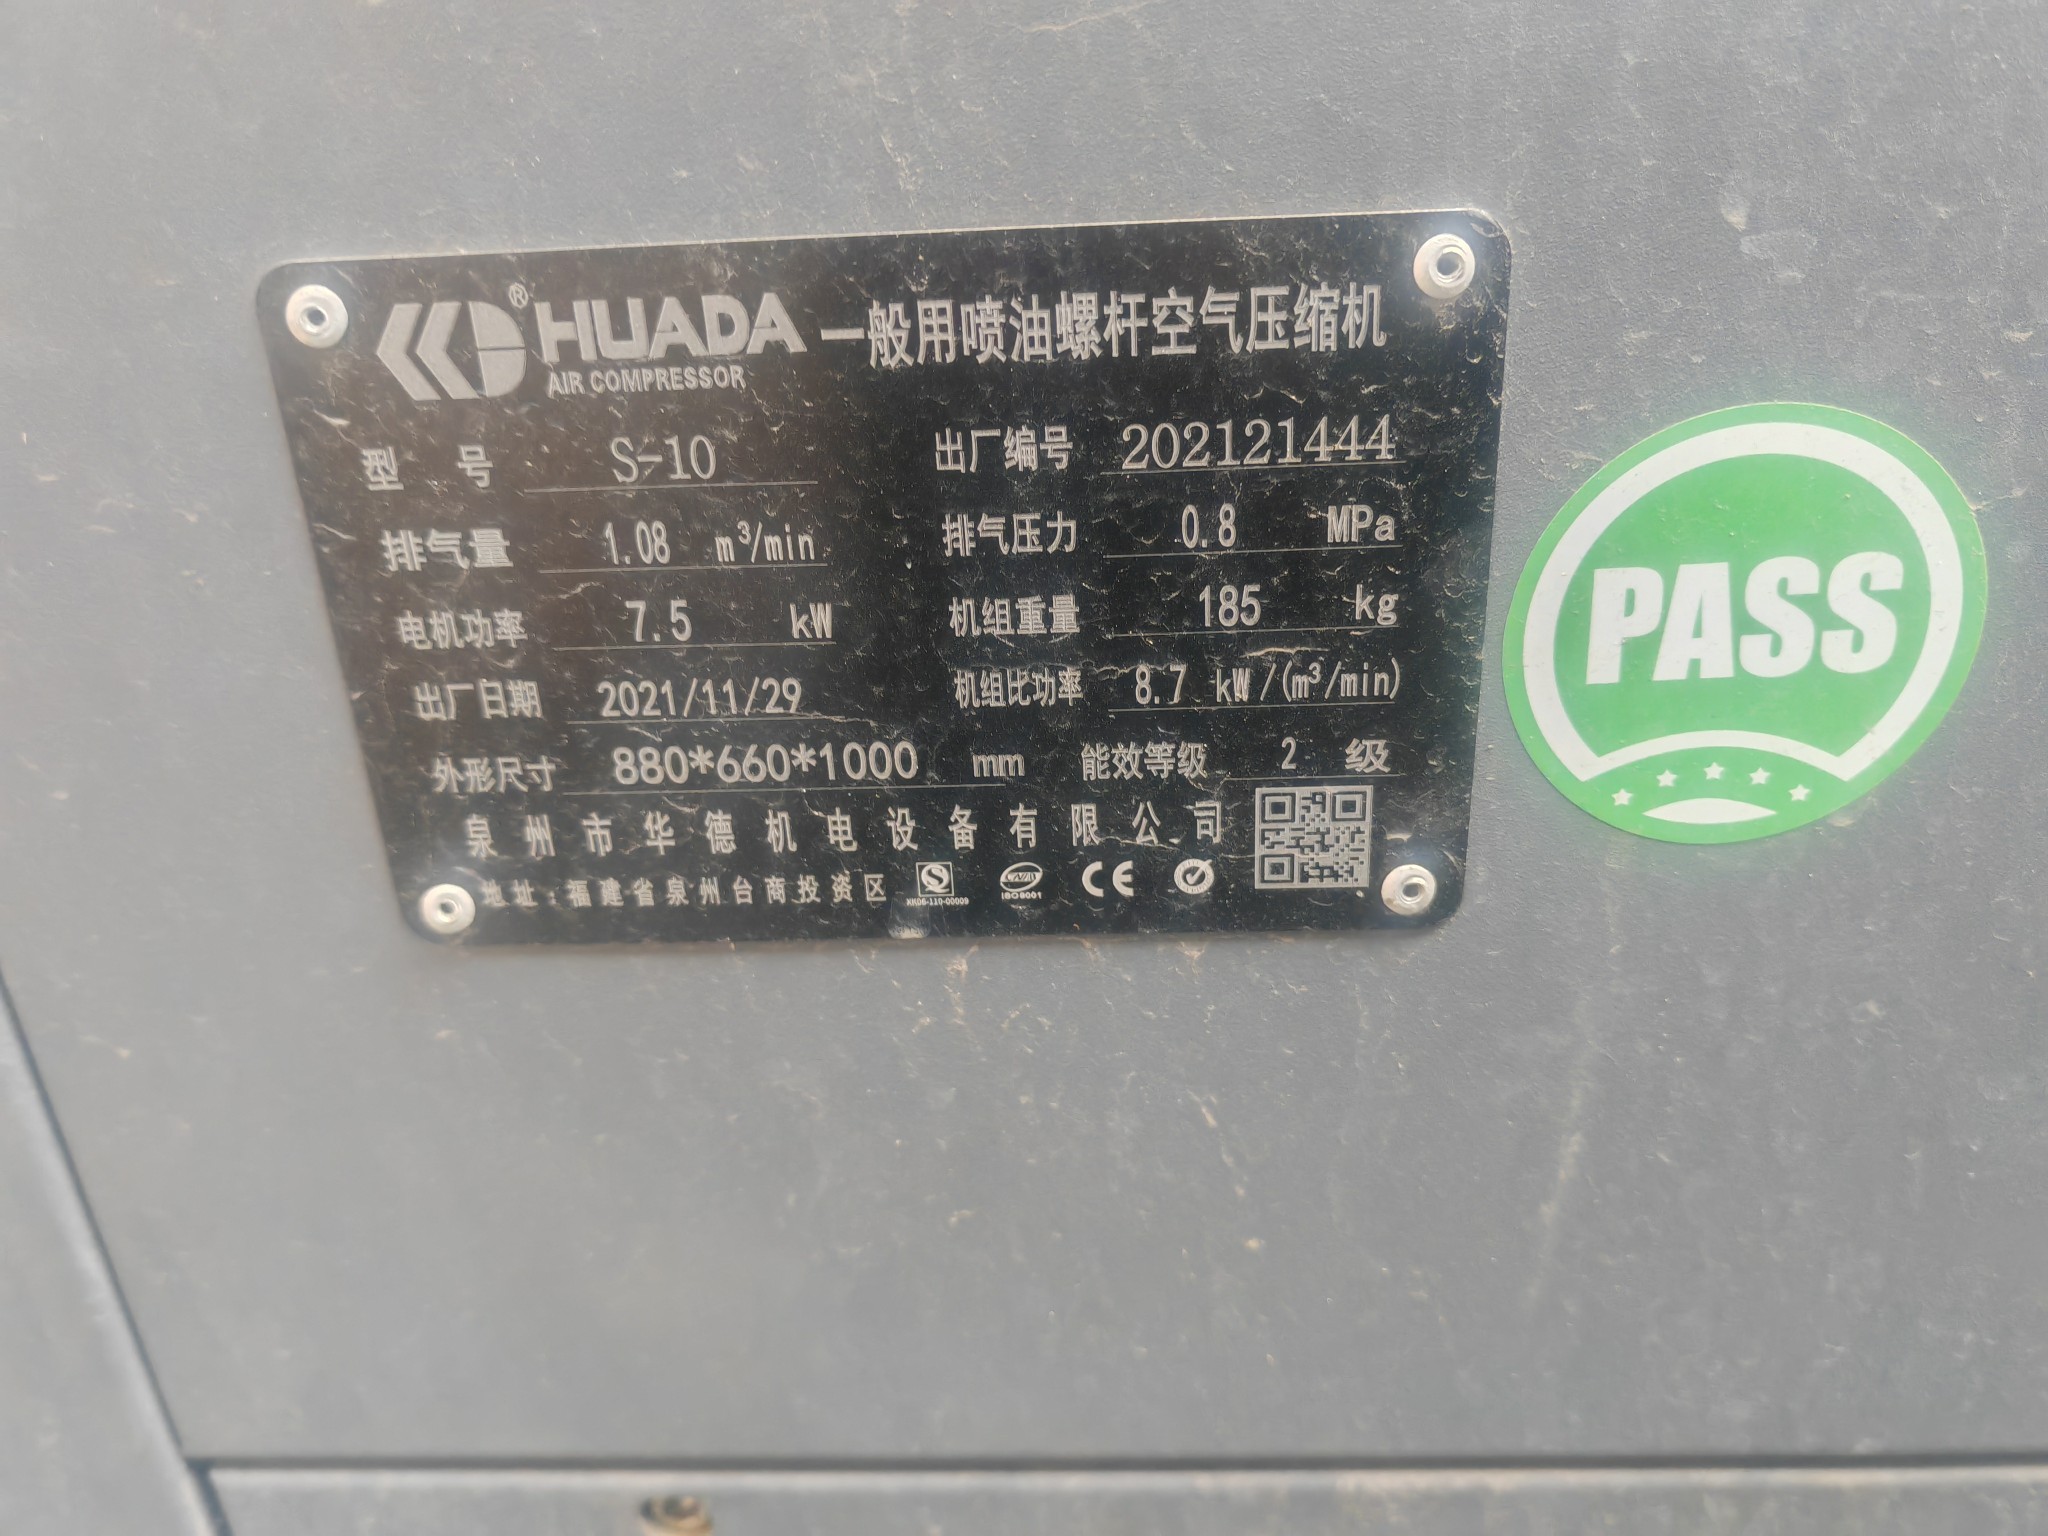 ® HUADA 一般用喷油螺杆空气压缩机
AIR COMPRESSOR
型号 S-10 出厂编号 202121444
排气量 1.08 m³/min 排气压力 0.8 MPa
电机功率 7.5 kW 机组重量 185 kg
出厂日期 2021/11/29 机组比功率 8.7 kW/(m³/min)
外形尺寸 880*660*1000 mm 能效等级 2 级
泉州市华德机电设备有限公司
地址:福建省泉州台商投资区
XK06-110-00009
ISO9001
CE
PASS